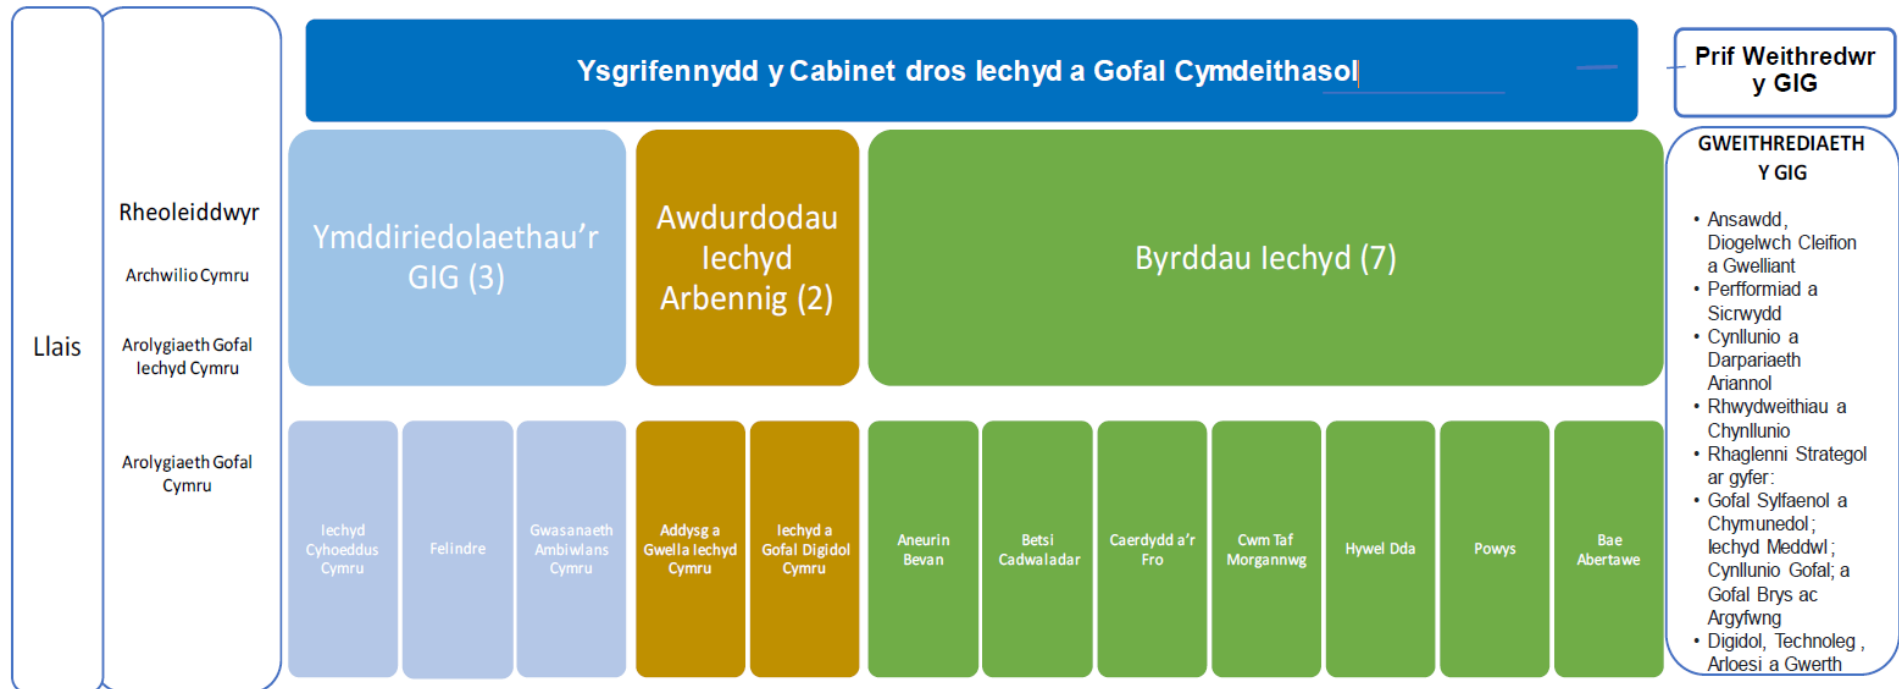 Llais
Rheoleiddwyr
Archwilio Cymru
Arolygiaeth Gofal
Iechyd Cymru
Arolygiaeth Gofal
Cymru
Ysgrifennydd y Cabinet dros Iechyd a Gofal Cymdeithasol
Ymddiriedolaethau’r
GIG (3)
Awdurdodau
Iechyd
Arbennig (2)
Byrddau Iechyd (7)
Iechyd
Cyhoeddus
Cymru
Felindre
Gwasanaeth
Ambiwlans
Cymru
Addysg a
Gwella Iechyd
Cymru
Iechyd a
Gofal Digidol
Cymru
Aneurin
Bevan
Betsi
Cadwaladar
Caerdydd a’r
Fro
Cwm Taf
Morgannwg
Hywel Dda
Powys
Bae
Abertawe
Prif Weithredwr
y GIG
GWEITHREDIAETH
Y GIG
• Ansawdd,
Diogelwch Cleifion
a Gwelliant
• Perfformiad a
Sicrwydd
• Cynllunio a
Darpariaeth
Ariannol
• Rhwydweithiau a
Chynllunio
• Rhaglenni Strategol
ar gyfer:
• Gofal Sylfaenol a
Chymunedol;
Iechyd Meddwl;
Cynllunio Gofal; a
Gofal Brys ac
Argyfwng
• Digidol, Technoleg ,
Arloesi a Gwerth